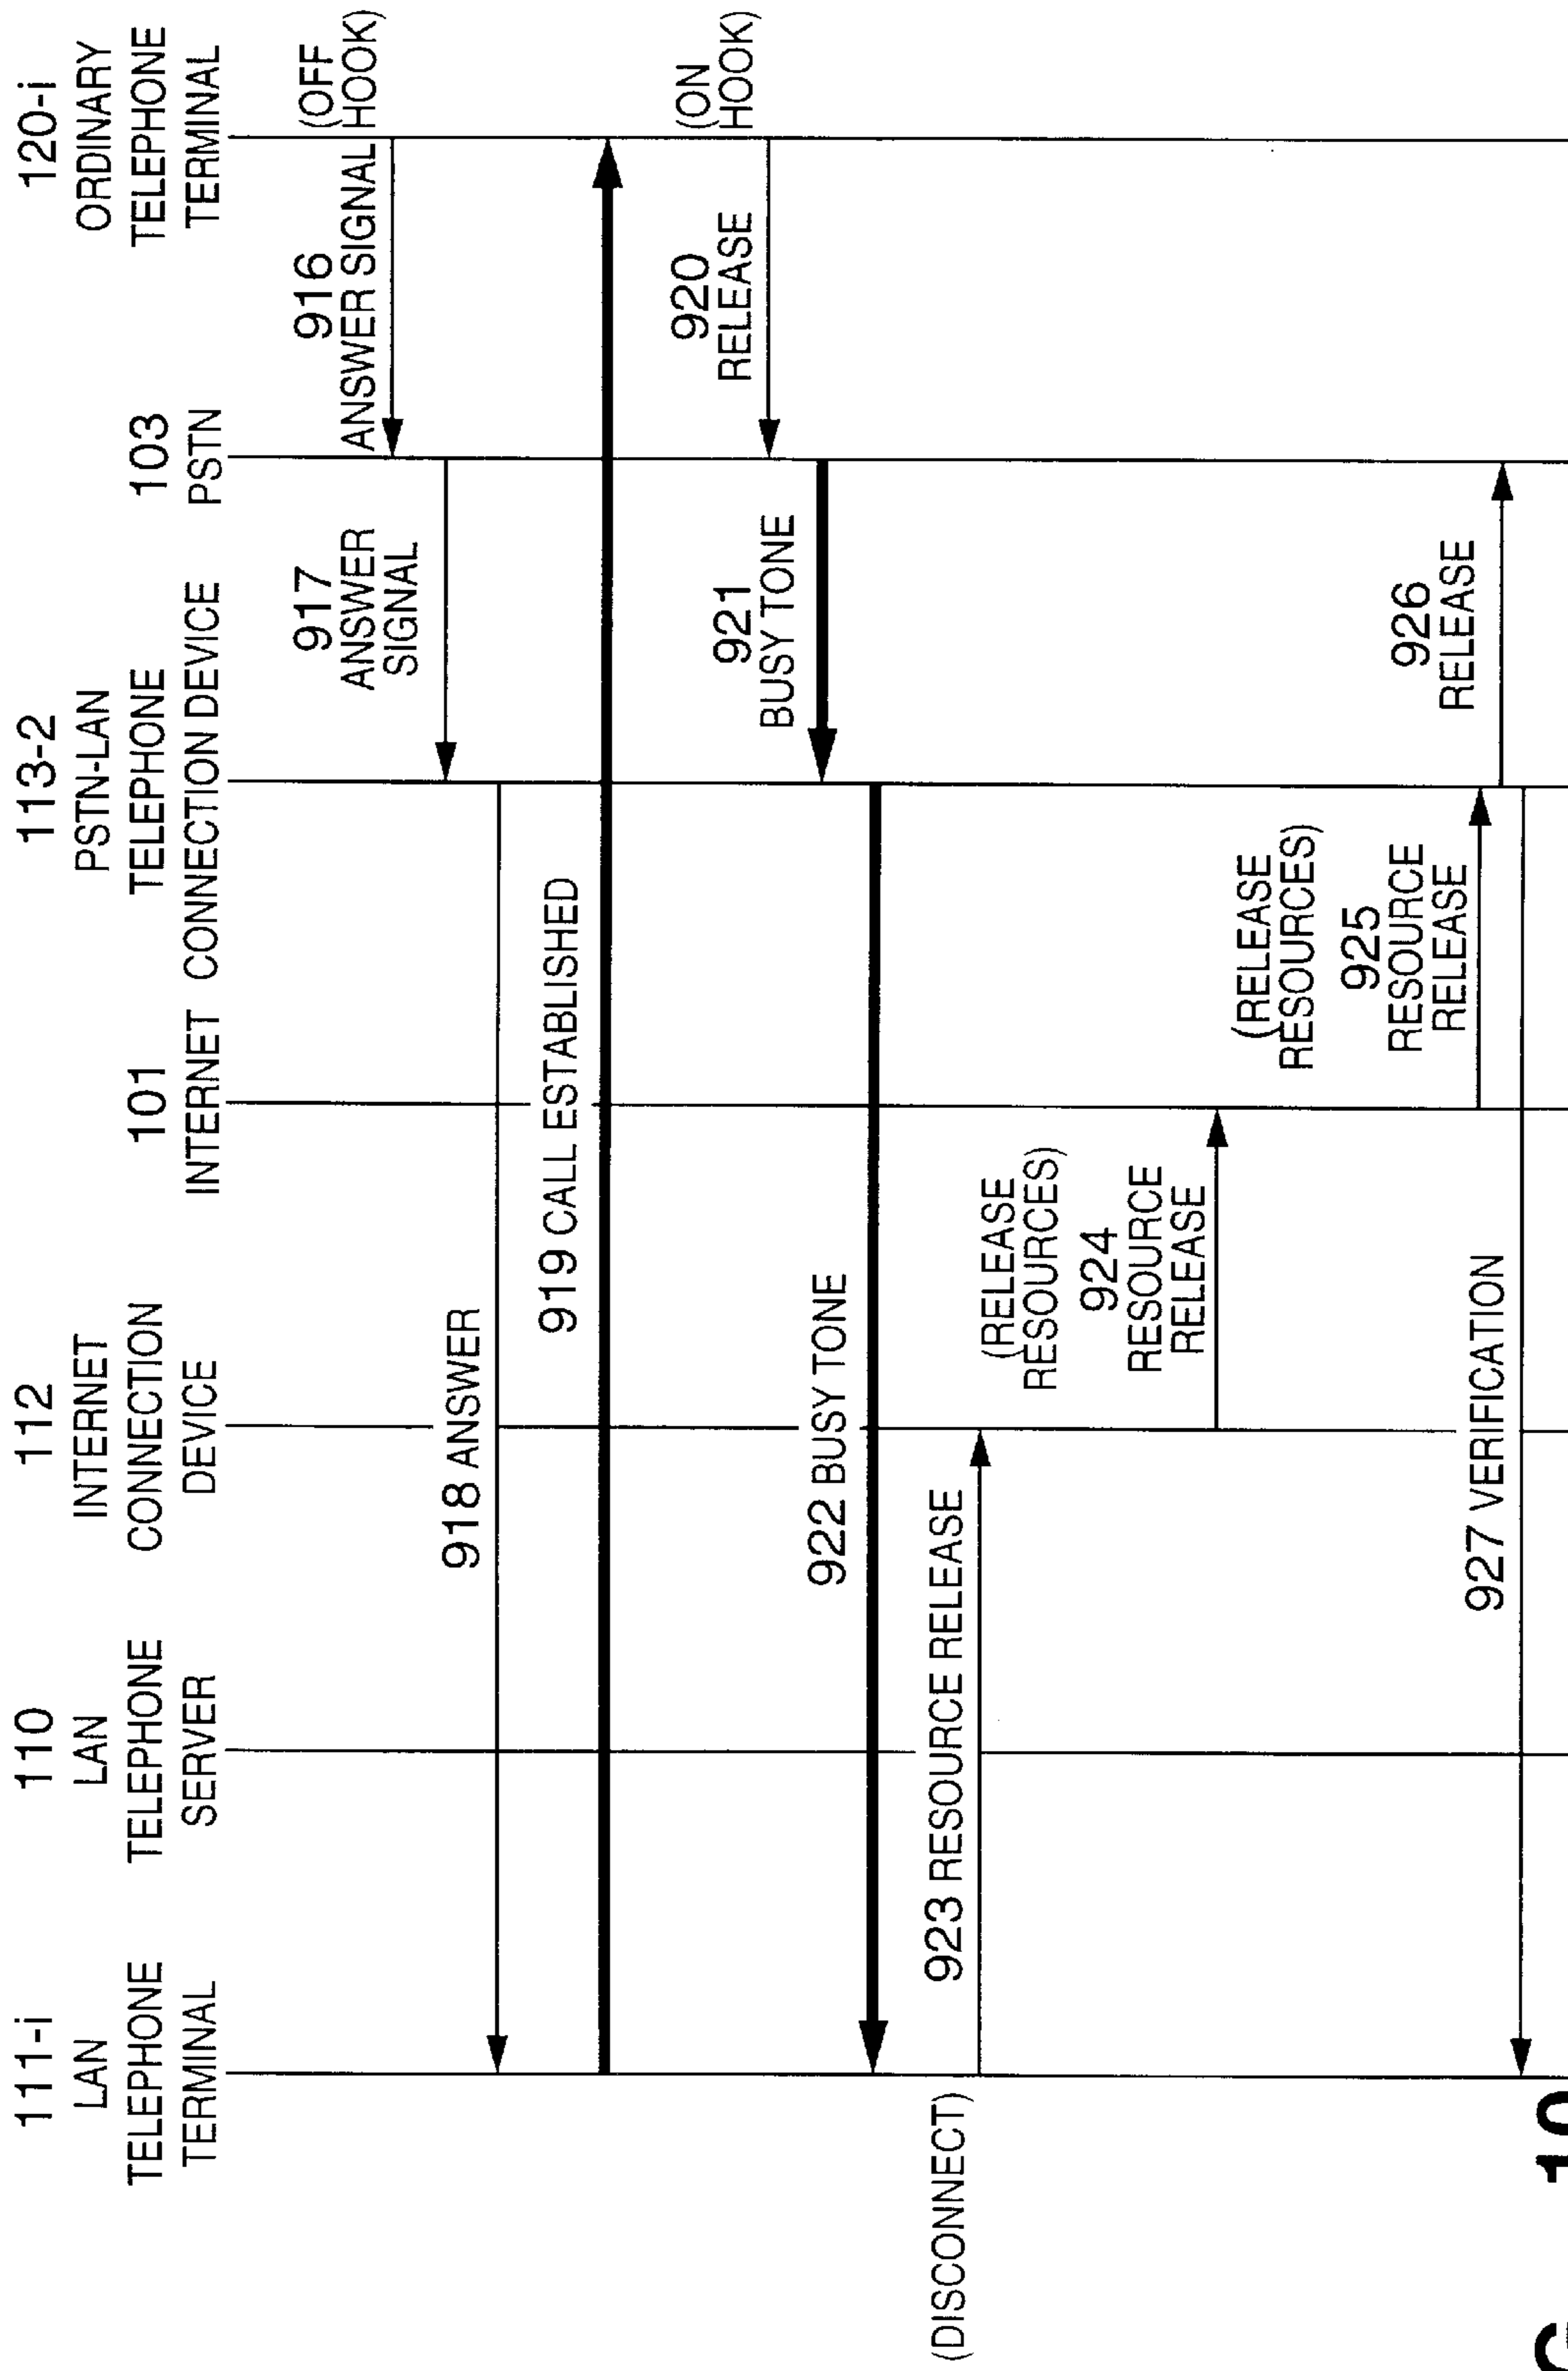 111-i
LAN
TELEPHONE
TERMINAL
110
LAN
TELEPHONE
SERVER
112
INTERNET
CONNECTION
DEVICE
101
INTERNET
113-2
PSTN-LAN
TELEPHONE
CONNECTION DEVICE
103
PSTN
120-i
ORDINARY
TELEPHONE
TERMINAL
(OFF
HOOK)
916
ANSWER SIGNAL
917
ANSWER
SIGNAL
918 ANSWER
919 CALL ESTABLISHED
(ON
HOOK)
920
RELEASE
921
BUSY TONE
922 BUSY TONE
(DISCONNECT)
923 RESOURCE RELEASE
(RELEASE
RESOURCES)
924
RESOURCE
RELEASE
(RELEASE
RESOURCES)
925
RESOURCE
RELEASE
926
RELEASE
927 VERIFICATION